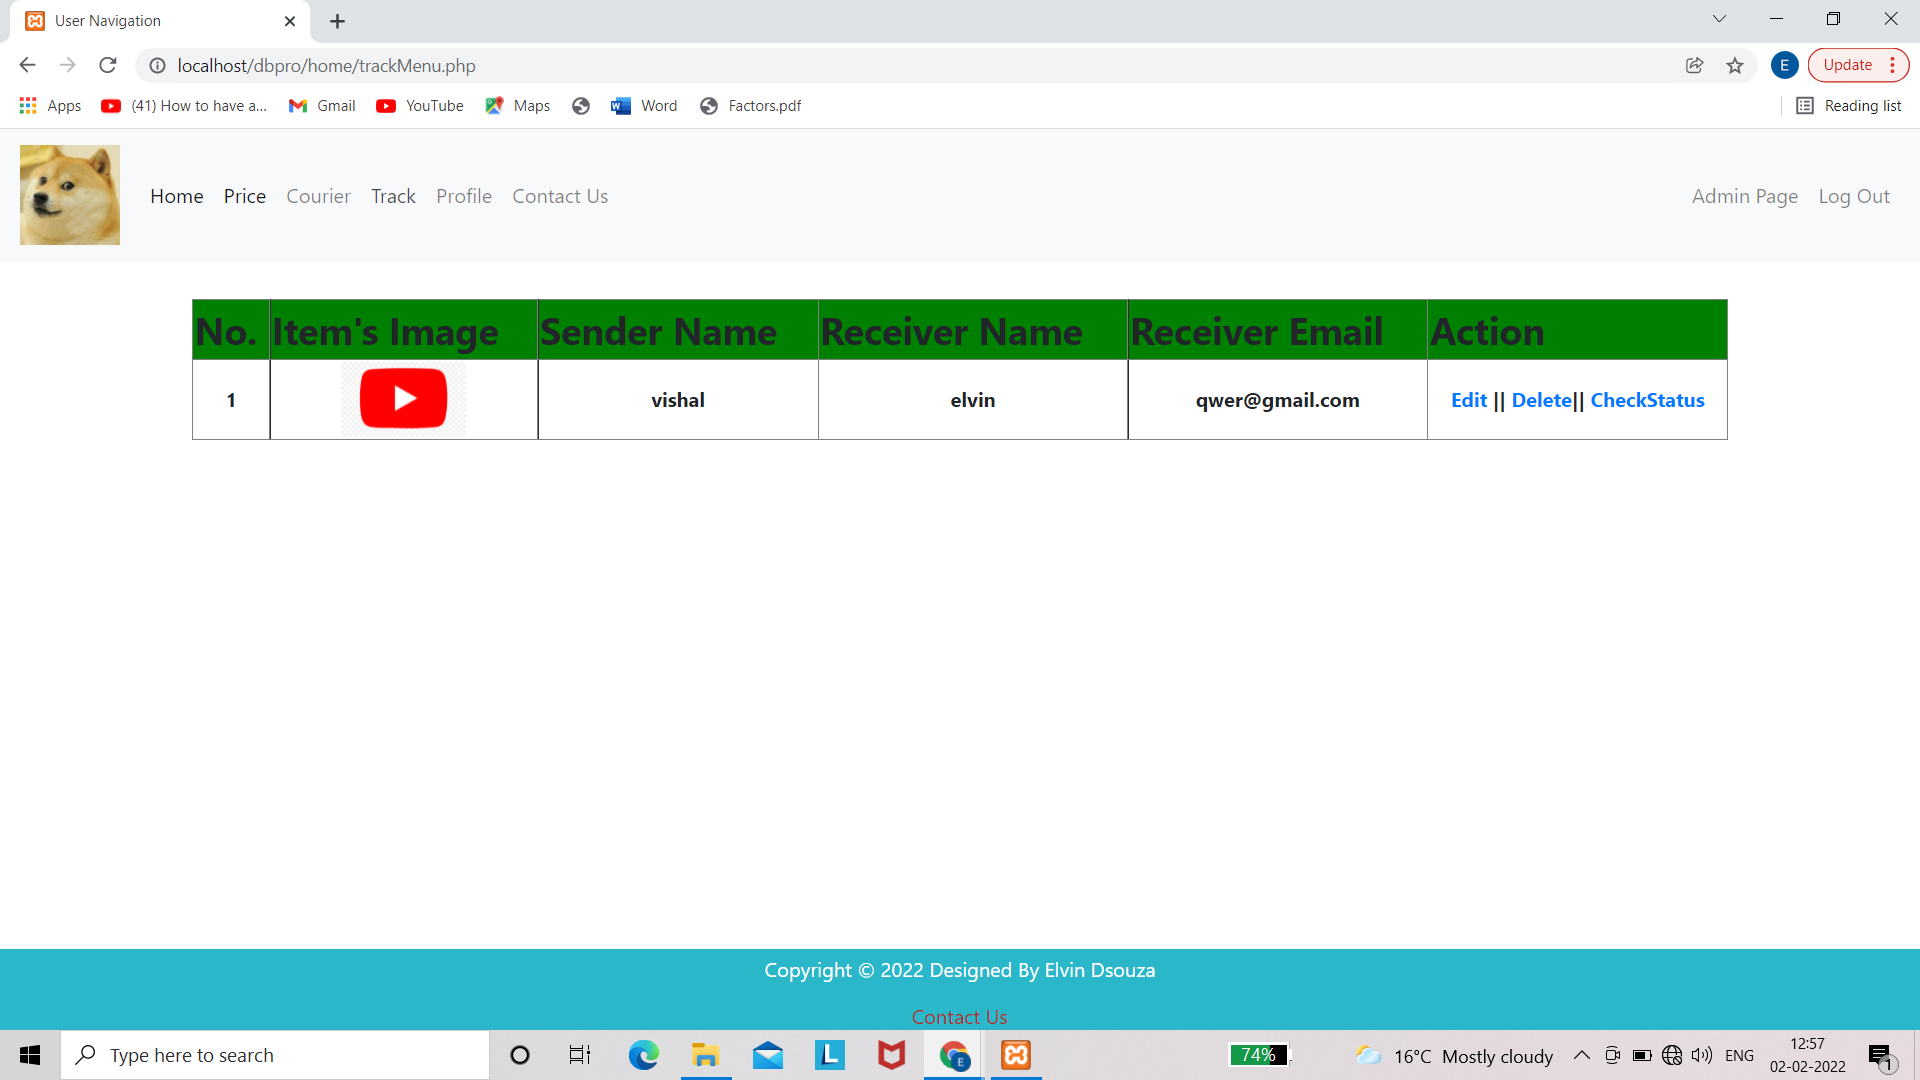 User Navigation
localhost/dbpro/home/trackMenu.php
E
Update
Apps (41) How to have a... Gmail YouTube Maps Word Factors.pdf Reading list
Home Price Courier Track Profile Contact Us Admin Page Log Out
No. Item's Image Sender Name Receiver Name Receiver Email Action
1 vishal elvin qwer@gmail.com Edit || Delete|| CheckStatus
Copyright © 2022 Designed By Elvin Dsouza
Contact Us
Type here to search L E 74% 16°C Mostly cloudy ENG 12:57
02-02-2022
1